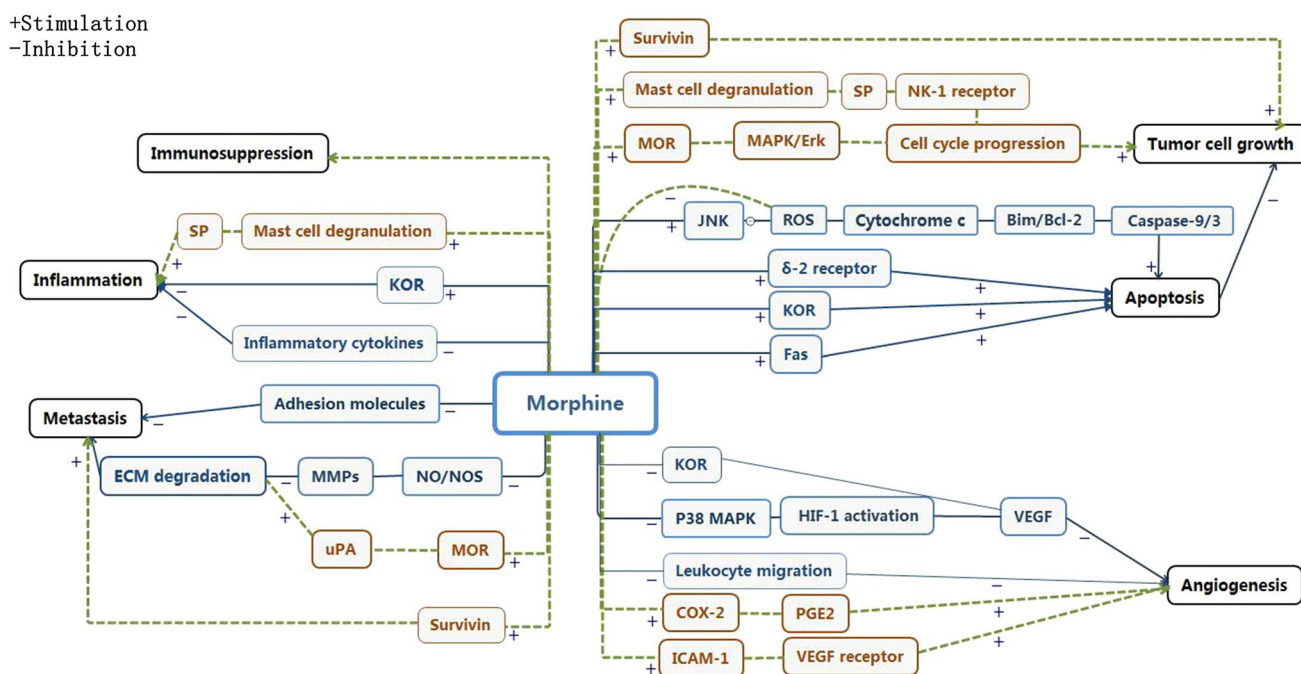 +Stimulation
−Inhibition
Survivin
+
+
Mast cell degranulation
SP
NK-1 receptor
+
MOR
MAPK/Erk
Cell cycle progression
+
+
Tumor cell growth
Immunosuppression
−
JNK
ROS
Cytochrome c
Bim/Bcl-2
Caspase-9/3
+
+
−
SP
Mast cell degranulation
+
+
δ-2 receptor
+
+
Inflammation
KOR
−
+
KOR
+
+
Apoptosis
Inflammatory cytokines
−
−
Fas
+
Morphine
Adhesion molecules
−
−
Metastasis
+
ECM degradation
−
MMPs
NO/NOS
−
+
uPA
MOR
+
Survivin
+
KOR
−
P38 MAPK
−
HIF-1 activation
VEGF
−
Leukocyte migration
−
−
Angiogenesis
COX-2
+
PGE2
+
ICAM-1
+
VEGF receptor
+